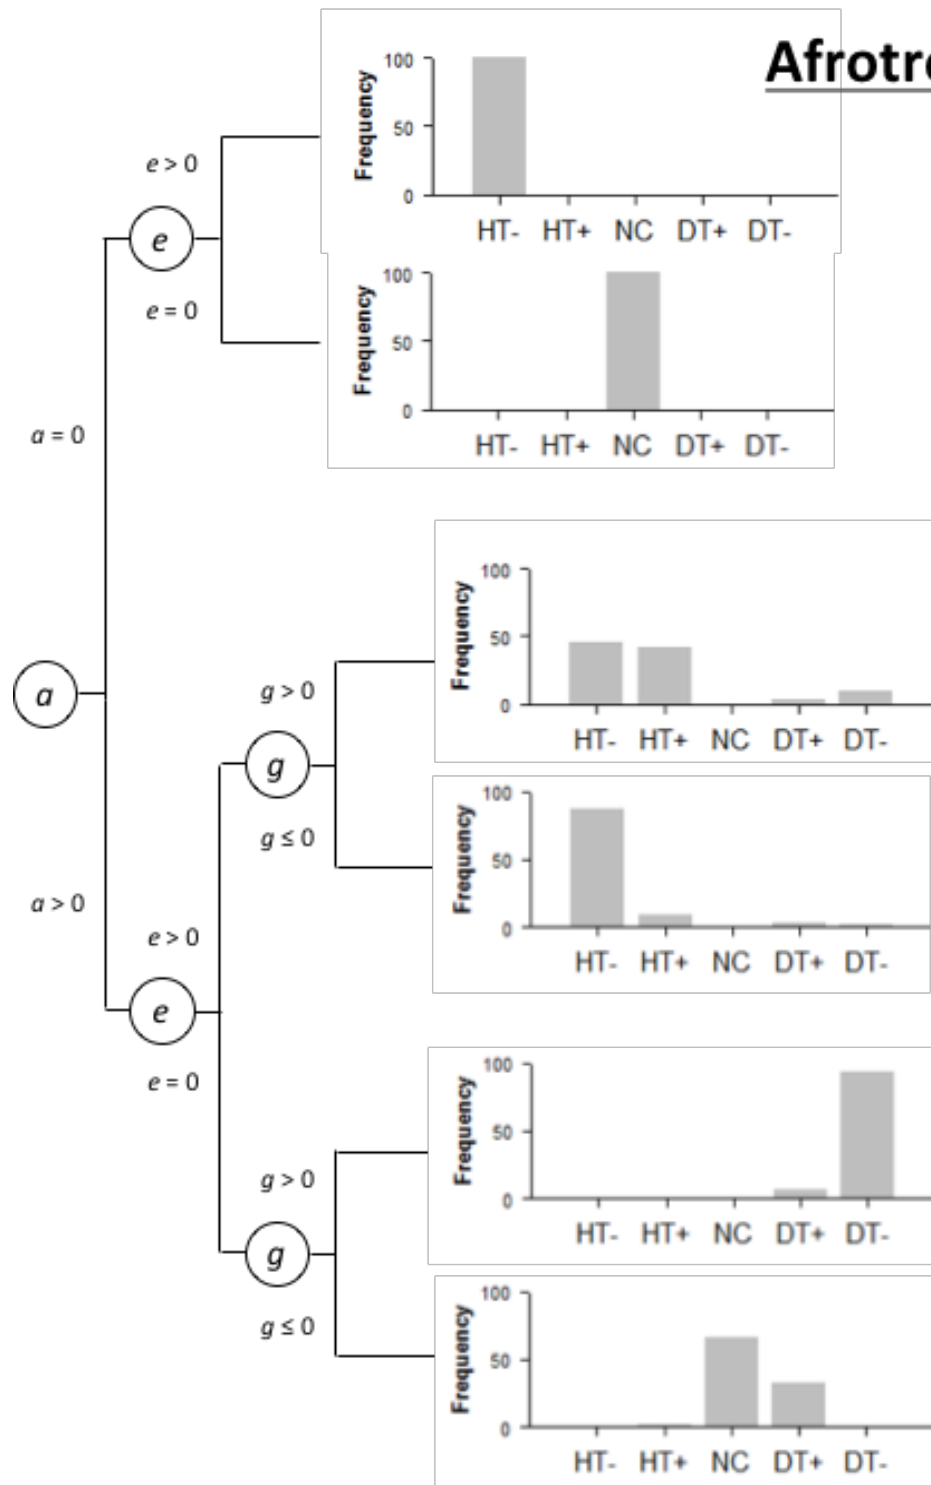 Afrotro
Frequency
100
50
0
HT- HT+ NC DT+ DT-
e > 0
e
e = 0
Frequency
100
50
0
HT- HT+ NC DT+ DT-
a = 0
Frequency
100
50
0
HT- HT+ NC DT+ DT-
a
g > 0
g
g ≤ 0
Frequency
100
50
0
HT- HT+ NC DT+ DT-
a > 0
e > 0
e
e = 0
Frequency
100
50
0
HT- HT+ NC DT+ DT-
g > 0
g
g ≤ 0
Frequency
100
50
0
HT- HT+ NC DT+ DT-